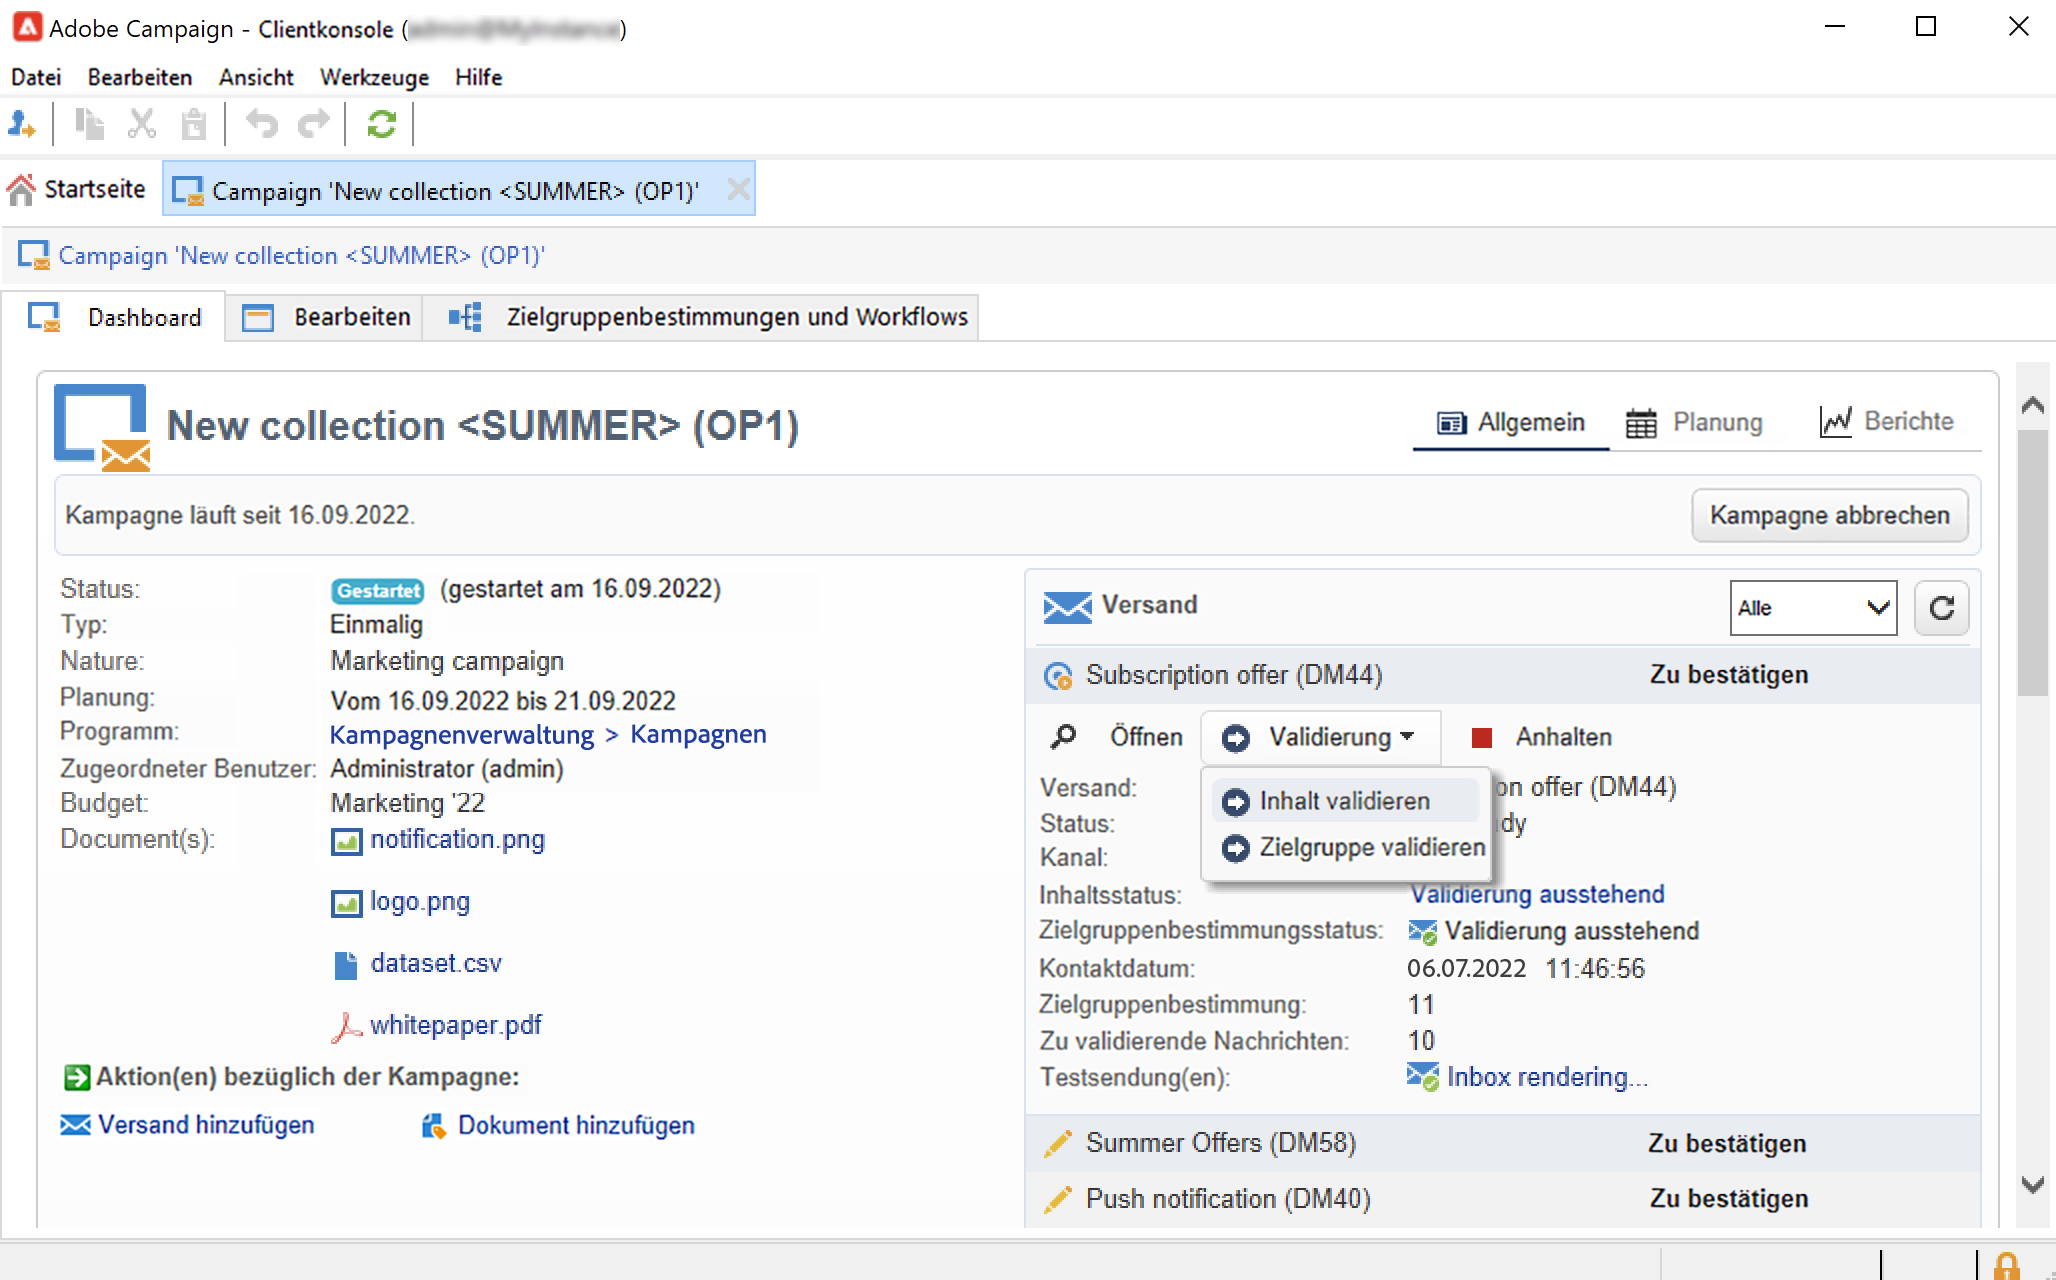 Adobe Campaign - Clientkonsole ()
Datei Bearbeiten Ansicht Werkzeuge Hilfe
Startseite Campaign 'New collection <SUMMER> (OP1)'
Campaign 'New collection <SUMMER> (OP1)'
Dashboard Bearbeiten Zielgruppenbestimmungen und Workflows
New collection <SUMMER> (OP1)
Allgemein Planung Berichte
Kampagne läuft seit 16.09.2022. Kampagne abbrechen
Status: Gestartet (gestartet am 16.09.2022)
Typ: Einmalig
Nature: Marketing campaign
Planung: Vom 16.09.2022 bis 21.09.2022
Programm: Kampagnenverwaltung > Kampagnen
Zugeordneter Benutzer: Administrator (admin)
Budget: Marketing '22
Document(s): notification.png
logo.png
dataset.csv
whitepaper.pdf
Aktion(en) bezüglich der Kampagne:
Versand hinzufügen Dokument hinzufügen
Versand Alle
Subscription offer (DM44) Zu bestätigen
Öffnen Validierung Anhalten
Inhalt validieren
Zielgruppe validieren
Versand: on offer (DM44)
Status: dy
Kanal:
Inhaltsstatus: Validierung ausstehend
Zielgruppenbestimmungsstatus: Validierung ausstehend
Kontaktdatum: 06.07.2022 11:46:56
Zielgruppenbestimmung: 11
Zu validierende Nachrichten: 10
Testsendung(en): Inbox rendering...
Summer Offers (DM58) Zu bestätigen
Push notification (DM40) Zu bestätigen